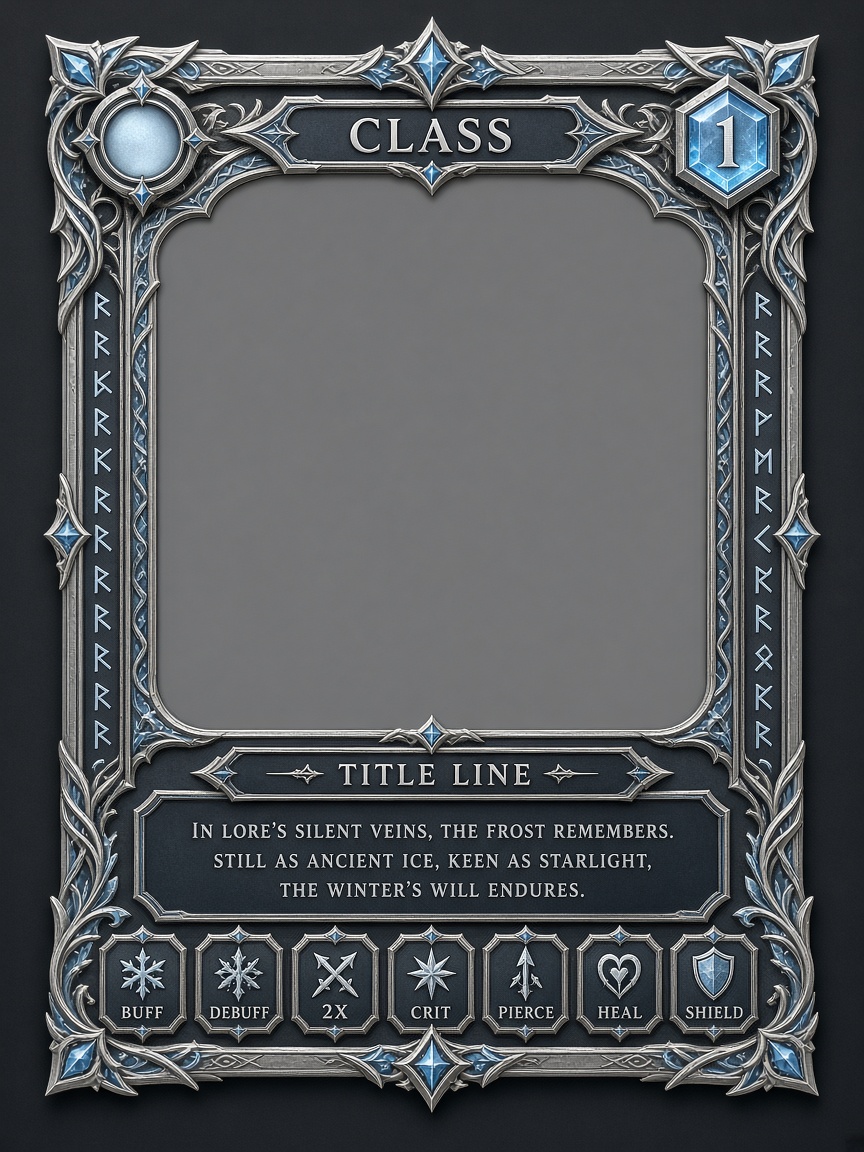 CLASS
1
ᚱ
ᚱ
ᛕ
ᚱ
ᛕ
ᚱ
ᚱ
ᚱ
ᚱ
ᚱ
ᚱ
ᚱ
ᚱ
ᚱ
ᚱ
ᚹ
ᛖ
ᚱ
ᚲ
ᚱ
ᛟ
ᚱ
TITLE LINE
IN LORE'S SILENT VEINS, THE FROST REMEMBERS.
STILL AS ANCIENT ICE, KEEN AS STARLIGHT,
THE WINTER'S WILL ENDURES.
BUFF
DEBUFF
2X
CRIT
PIERCE
HEAL
SHIELD